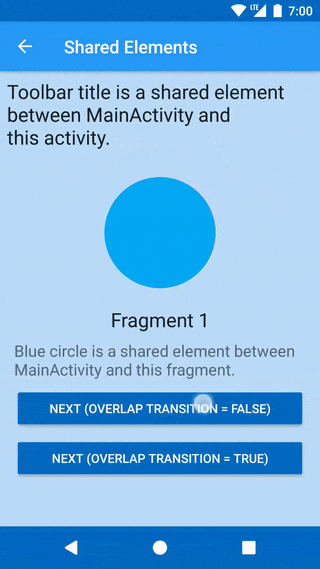 LTE 7:00
Shared Elements
Toolbar title is a shared element
between MainActivity and
this activity.
Fragment 1
Blue circle is a shared element between
MainActivity and this fragment.
NEXT (OVERLAP TRANSITION = FALSE)
NEXT (OVERLAP TRANSITION = TRUE)